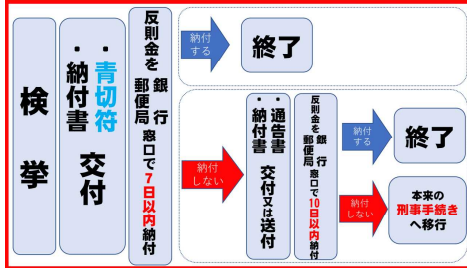 検挙
・青切符
・納付書
交付
反則金を
銀行
郵便局
窓口で7日以内納付
納付
する
終了
納付
しない
・通告書
・納付書
交付又は送付
反則金を
銀行
郵便局
窓口で10日以内納付
納付
する
終了
納付
しない
本来の
刑事手続き
へ移行